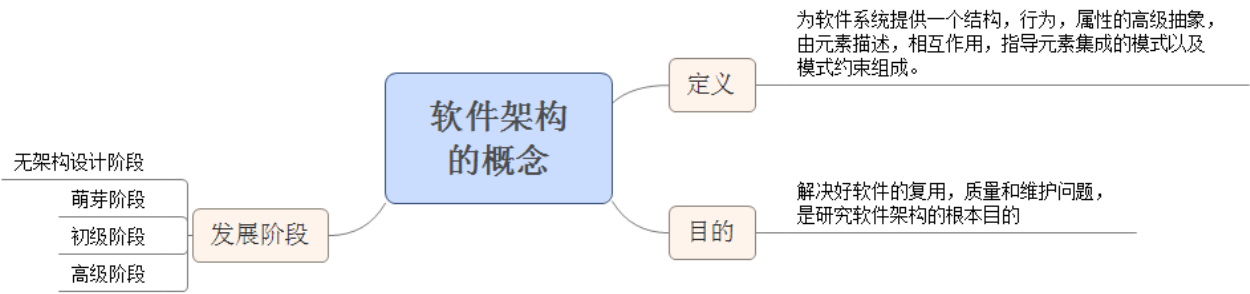 软件架构
的概念
定义
为软件系统提供一个结构，行为，属性的高级抽象，
由元素描述，相互作用，指导元素集成的模式以及
模式约束组成。
目的
解决好软件的复用，质量和维护问题，
是研究软件架构的根本目的
发展阶段
无架构设计阶段
萌芽阶段
初级阶段
高级阶段